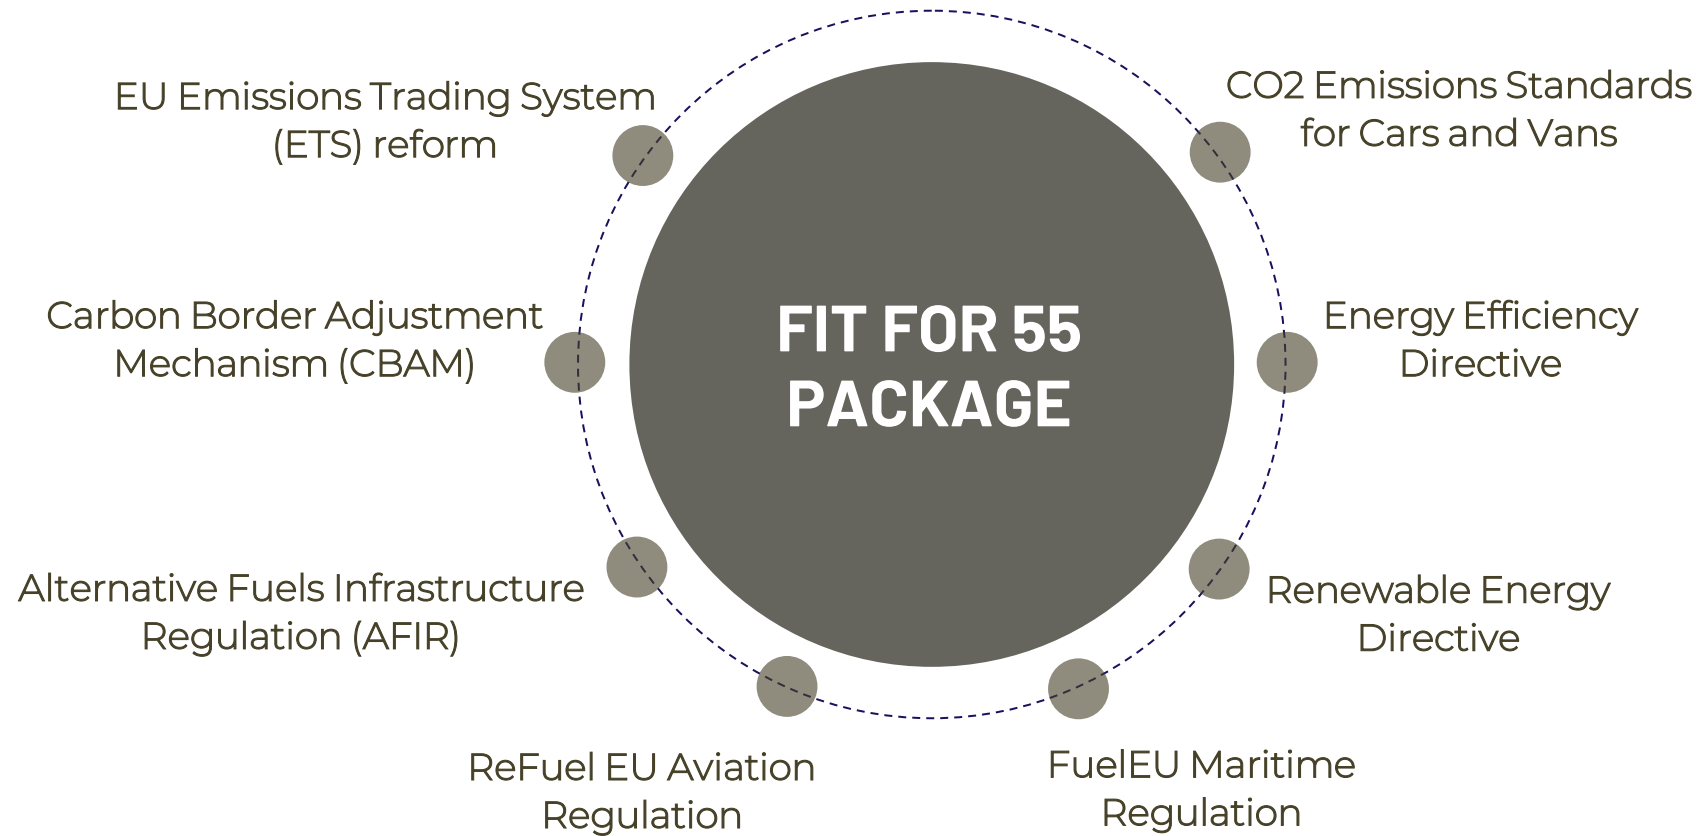 EU Emissions Trading System
(ETS) reform
CO2 Emissions Standards
for Cars and Vans
Carbon Border Adjustment
Mechanism (CBAM)
FIT FOR 55
PACKAGE
Energy Efficiency
Directive
Alternative Fuels Infrastructure
Regulation (AFIR)
Renewable Energy
Directive
ReFuel EU Aviation
Regulation
FuelEU Maritime
Regulation